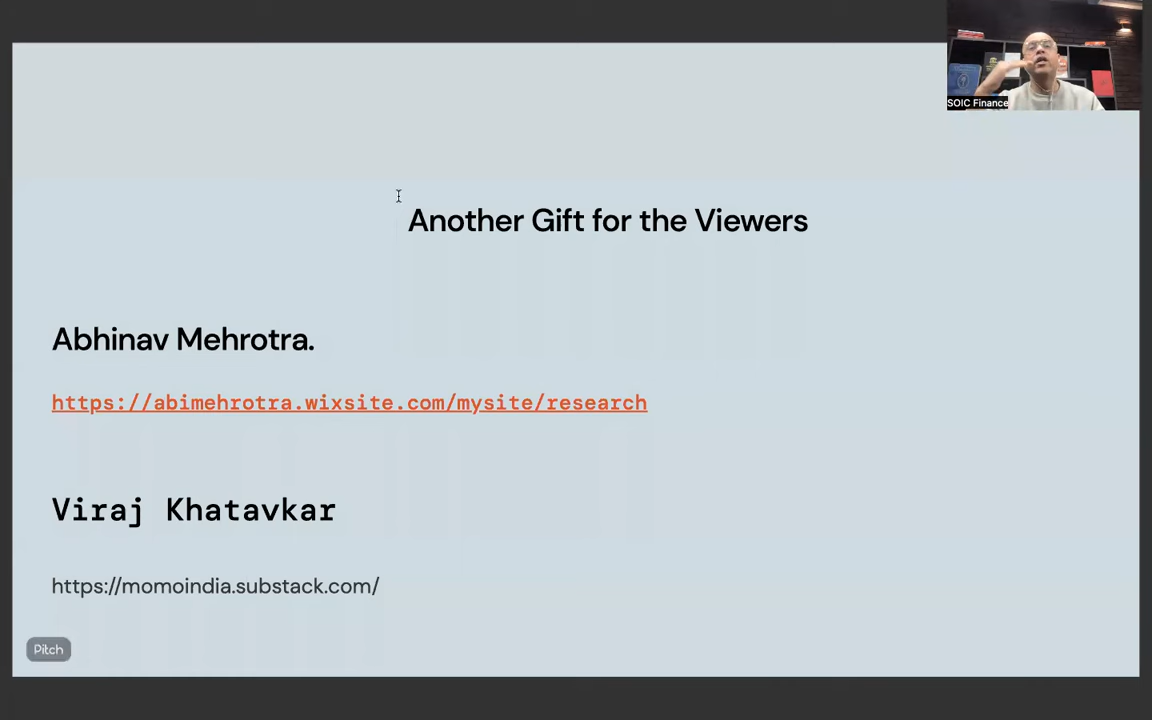 SOIC Finance
Another Gift for the Viewers
Abhinav Mehrotra.
https://abimehrotra.wixsite.com/mysite/research
Viraj Khatavkar
https://momoindia.substack.com/
Pitch